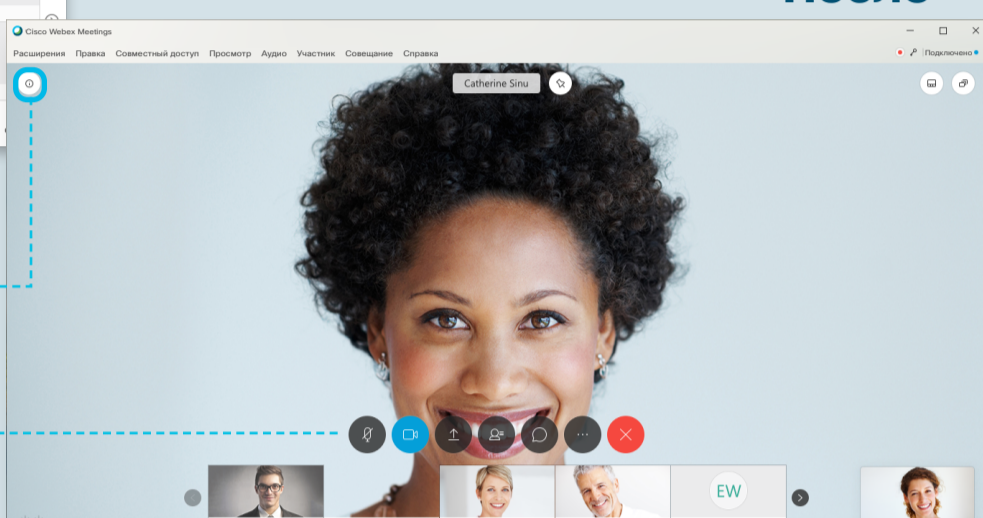 Cisco Webex Meetings
Расширения Правка Совместный доступ Просмотр Аудио Участник Совещание Справка
Подключено
Catherine Sinu
EW